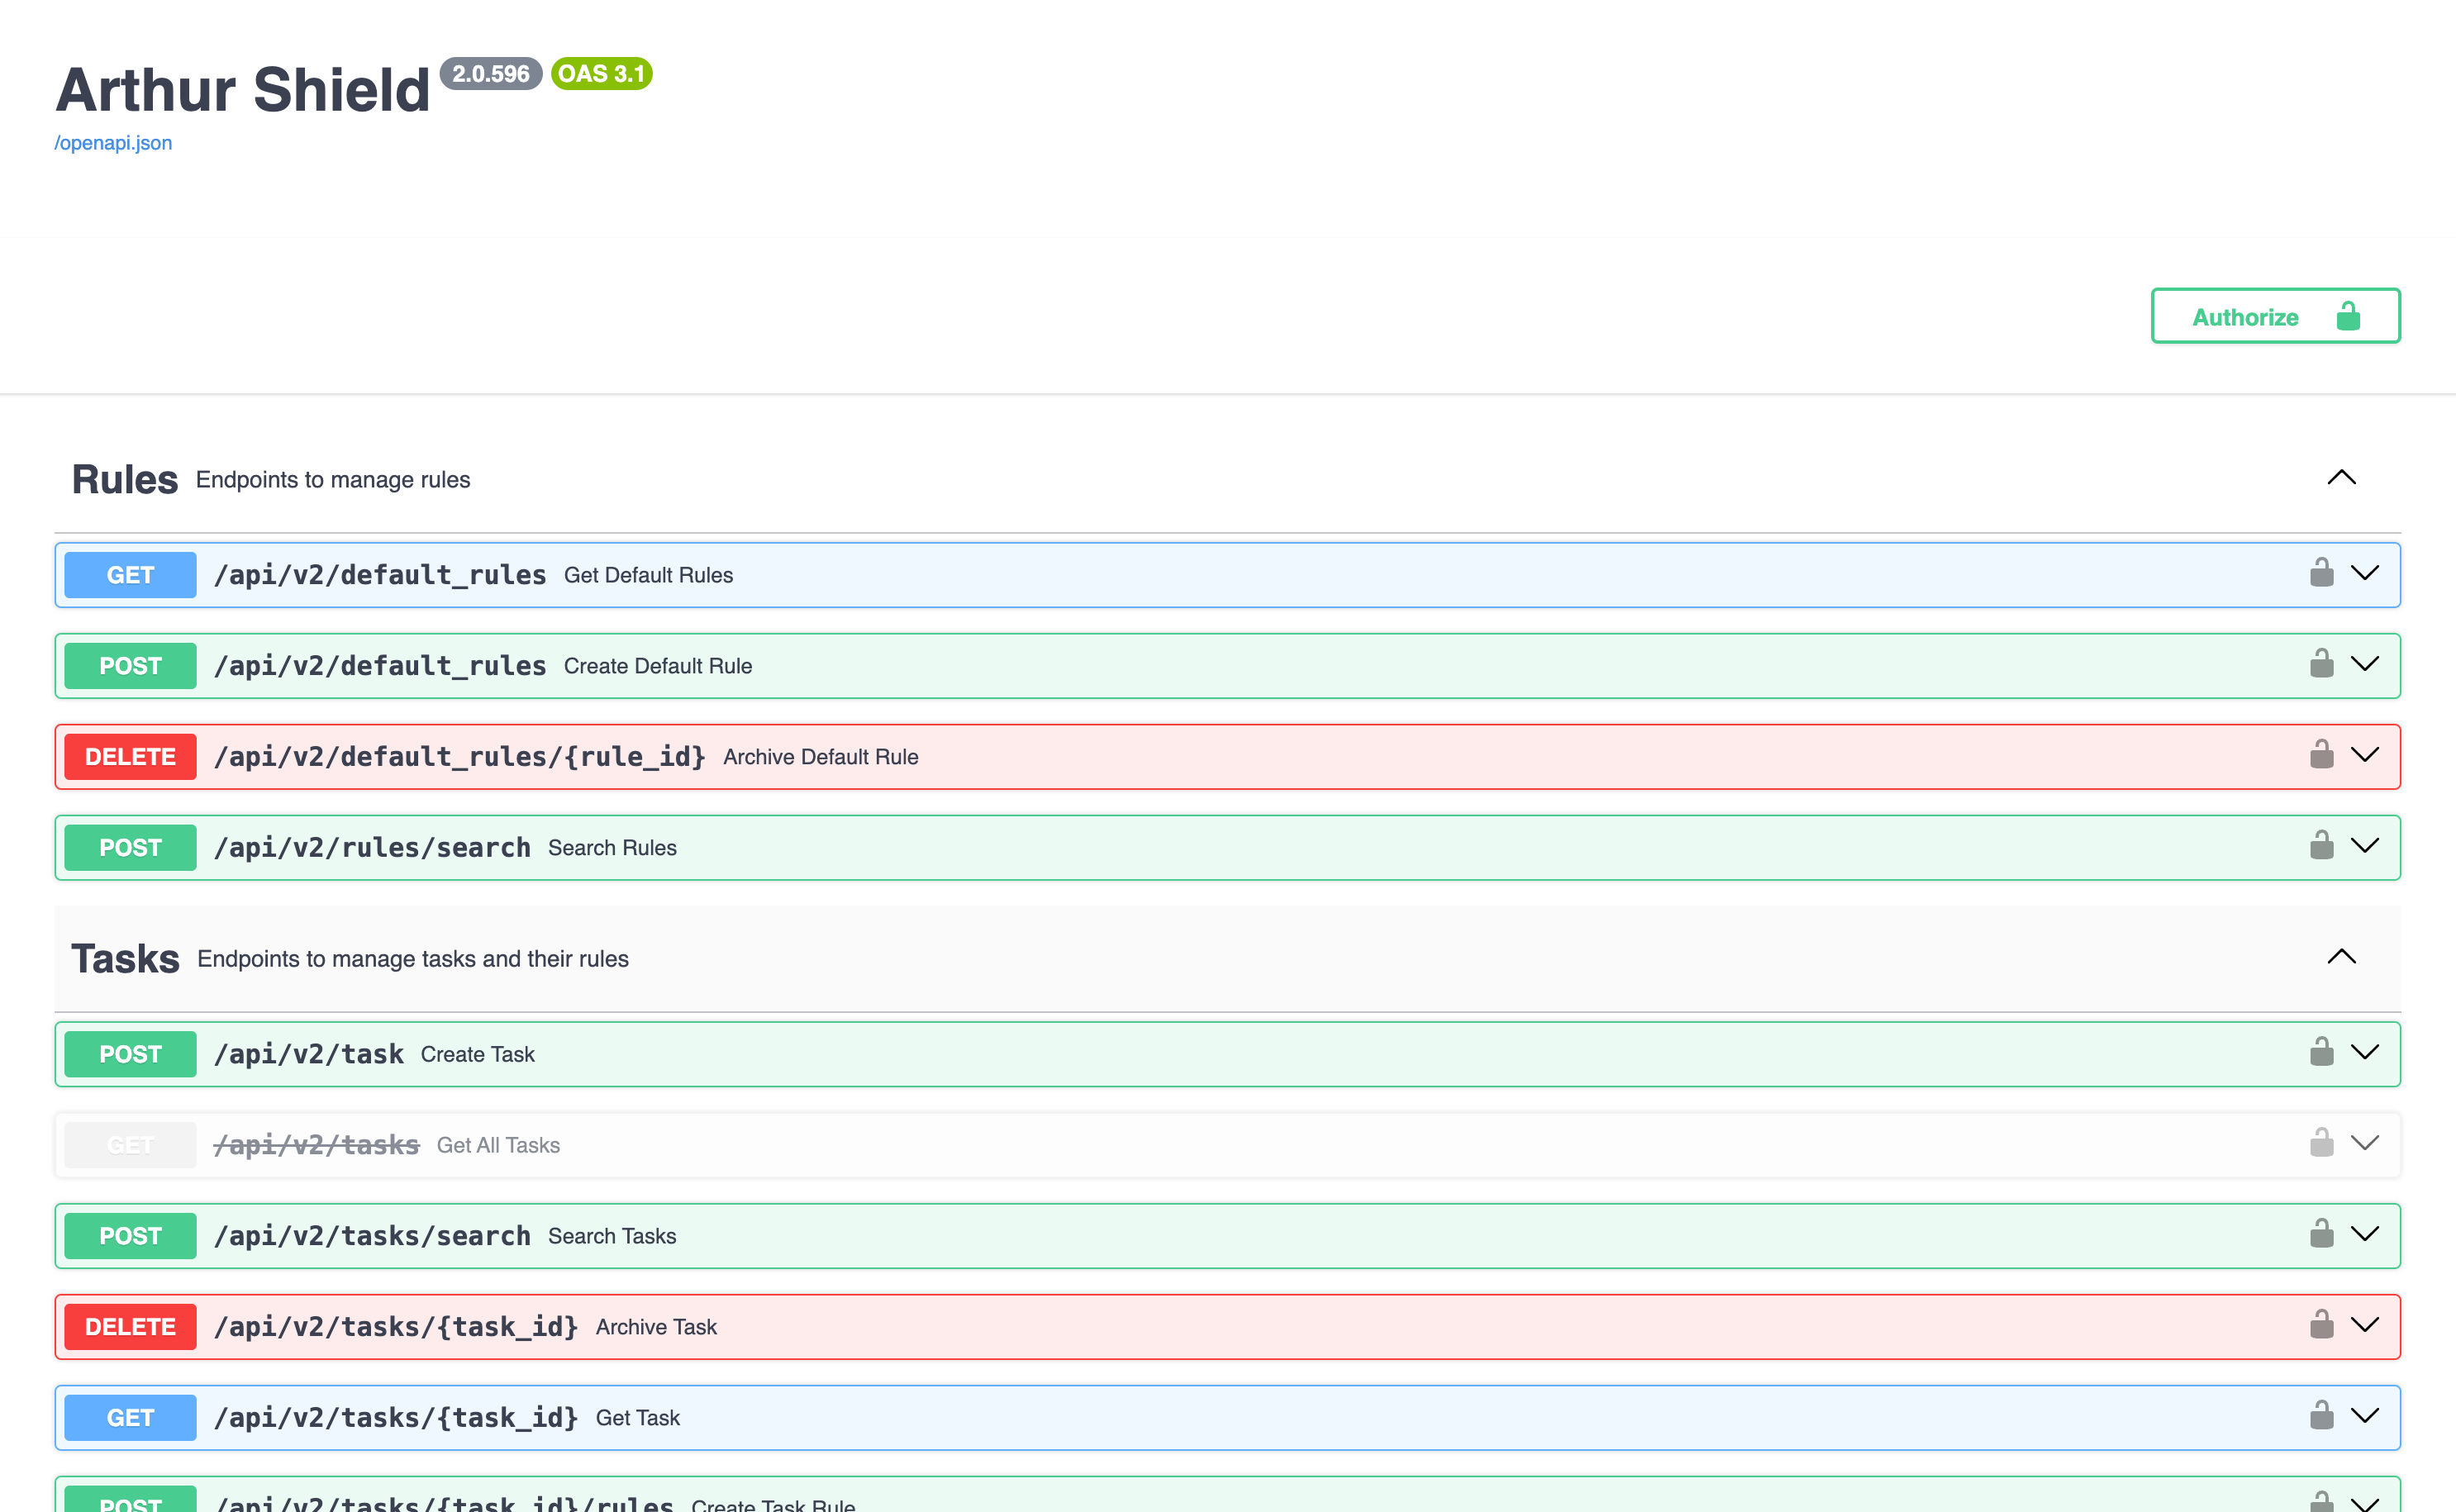 Arthur Shield 2.0.596 OAS 3.1
/openapi.json
Authorize
Rules Endpoints to manage rules
GET /api/v2/default_rules Get Default Rules
POST /api/v2/default_rules Create Default Rule
DELETE /api/v2/default_rules/{rule_id} Archive Default Rule
POST /api/v2/rules/search Search Rules
Tasks Endpoints to manage tasks and their rules
POST /api/v2/task Create Task
GET /api/v2/tasks Get All Tasks
POST /api/v2/tasks/search Search Tasks
DELETE /api/v2/tasks/{task_id} Archive Task
GET /api/v2/tasks/{task_id} Get Task
POST /api/v2/tasks/{task_id}/rules Create Task Rule